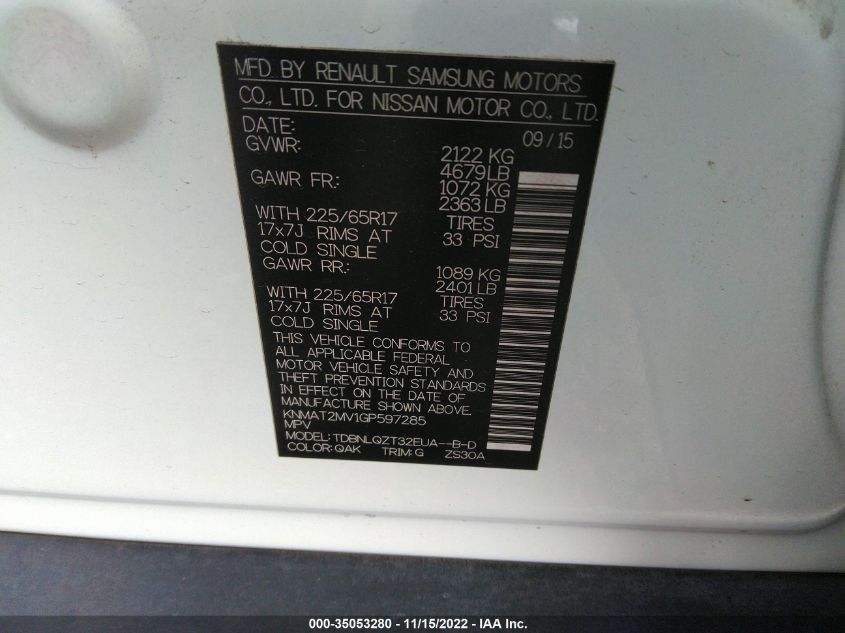 MFD. BY RENAULT SAMSUNG MOTORS
CO., LTD. FOR NISSAN MOTOR CO., LTD.
DATE: 09/15
GVWR: 2122 KG
4679 LB
GAWR FR.: 1072 KG
2363 LB
WITH 225/65R17 TIRES
17x7J RIMS AT 33 PSI
COLD SINGLE
GAWR RR.: 1089 KG
2401 LB
WITH 225/65R17 TIRES
17x7J RIMS AT 33 PSI
COLD SINGLE
THIS VEHICLE CONFORMS TO
ALL APPLICABLE FEDERAL
MOTOR VEHICLE SAFETY AND
THEFT PREVENTION STANDARDS
IN EFFECT ON THE DATE OF
MANUFACTURE SHOWN ABOVE.
KNMAT2MV1GP597285
MPV
MODEL: TDBNLQZT32EUA--B-D
COLOR: QAK TRIM: G ZS30A
000-35053280 - 11/15/2022 - IAA Inc.